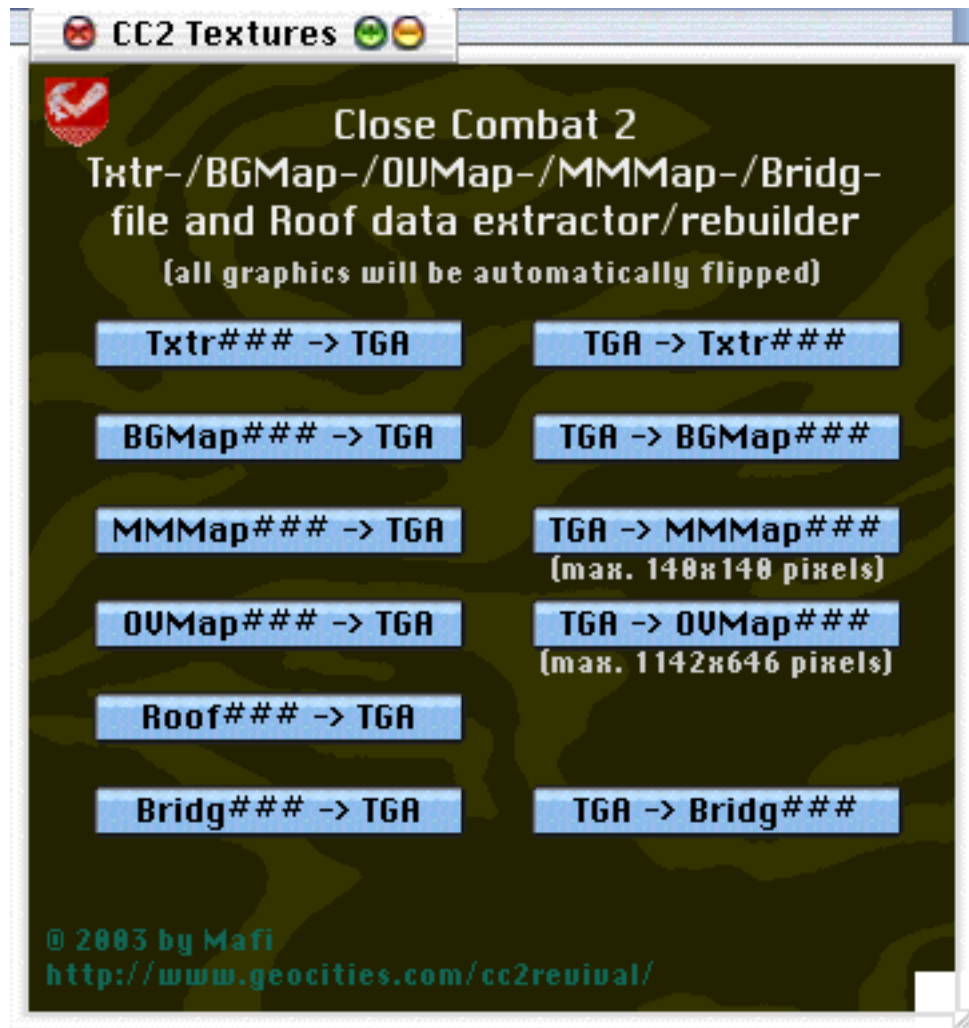 CC2 Textures
Close Combat 2
Txtr-/BGMap-/OVMap-/MMMap-/Bridg-
file and Roof data extractor/rebuilder
(all graphics will be automatically flipped)
Txtr### -> TGA
TGA -> Txtr###
BGMap### -> TGA
TGA -> BGMap###
MMMap### -> TGA
TGA -> MMMap###
(max. 140x140 pixels)
OVMap### -> TGA
TGA -> OVMap###
(max. 1142x646 pixels)
Roof### -> TGA
Bridg### -> TGA
TGA -> Bridg###
© 2003 by Mafi
http://www.geocities.com/cc2revival/